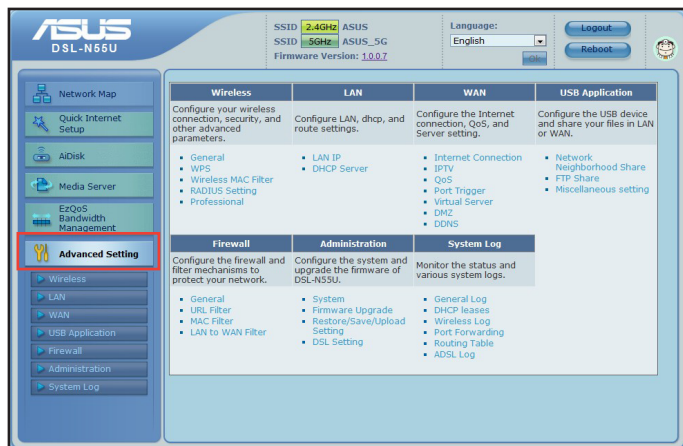 ASUS
DSL-N55U
SSID 2.4GHz ASUS
SSID 5GHz ASUS_5G
Firmware Version: 1.0.0.7
Language:
English
Logout
Reboot
Network Map
Quick Internet
Setup
AiDisk
Media Server
EzQoS
Bandwidth
Management
Advanced Setting
Wireless
LAN
WAN
USB Application
Firewall
Administration
System Log
Wireless
Configure your wireless
connection, security, and
other advanced
parameters.
General
WPS
Wireless MAC Filter
RADIUS Setting
Professional
LAN
Configure LAN, dhcp, and
route settings.
LAN IP
DHCP Server
WAN
Configure the Internet
connection, QoS, and
Server setting.
Internet Connection
IPTV
QoS
Port Trigger
Virtual Server
DMZ
DDNS
USB Application
Configure the USB device
and share your files in LAN
or WAN.
Network
Neighborhood Share
FTP Share
Miscellaneous setting
Firewall
Configure the firewall and
filter mechanisms to
protect your network.
General
URL Filter
MAC Filter
LAN to WAN Filter
Administration
Configure the system and
upgrade the firmware of
DSL-N55U.
System
Firmware Upgrade
Restore/Save/Upload
Setting
DSL Setting
System Log
Monitor the status and
various system logs.
General Log
DHCP leases
Wireless Log
Port Forwarding
Routing Table
ADSL Log